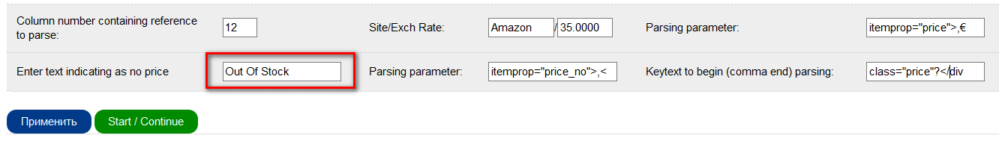 Column number containing reference to parse: 12 Site/Exch Rate: Amazon / 35.0000 Parsing parameter: itemprop="price">,€
Enter text indicating as no price Out Of Stock Parsing parameter: itemprop="price_no">,< Keytext to begin (comma end) parsing: class="price"?</div
Применить Start / Continue